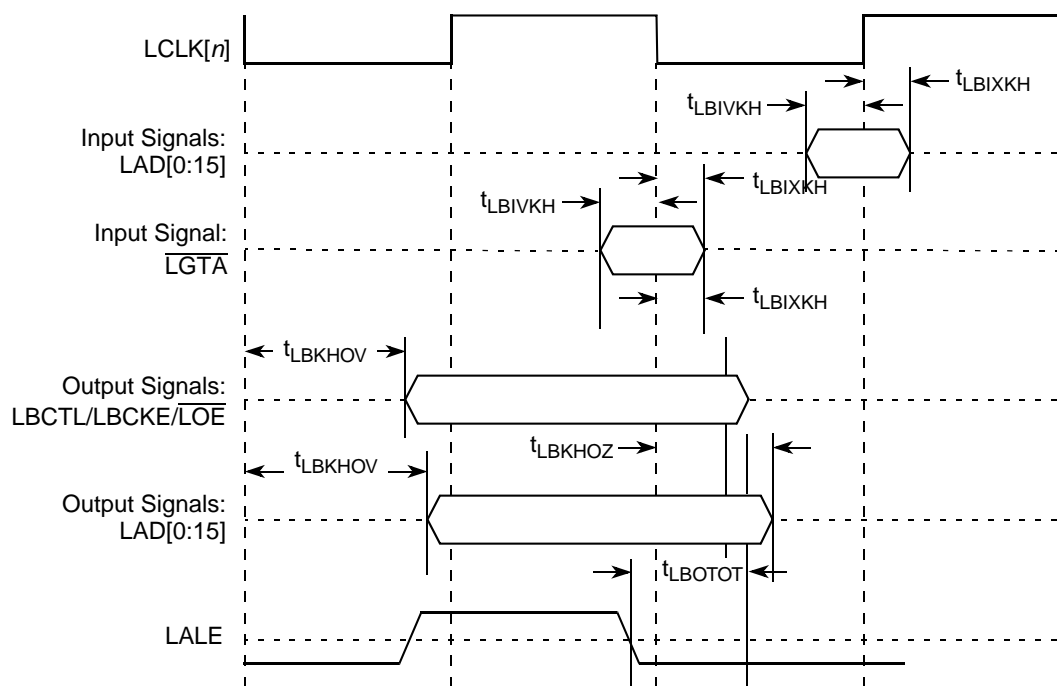 LCLK[n]
tLBIXKH
tLBIVKH
Input Signals:
LAD[0:15]
tLBIXKH
tLBIVKH
Input Signal:
LGTA
tLBIXKH
tLBKHOV
Output Signals:
LBCTL/LBCKE/LOE
tLBKHOZ
tLBKHOV
Output Signals:
LAD[0:15]
tLBOTOT
LALE